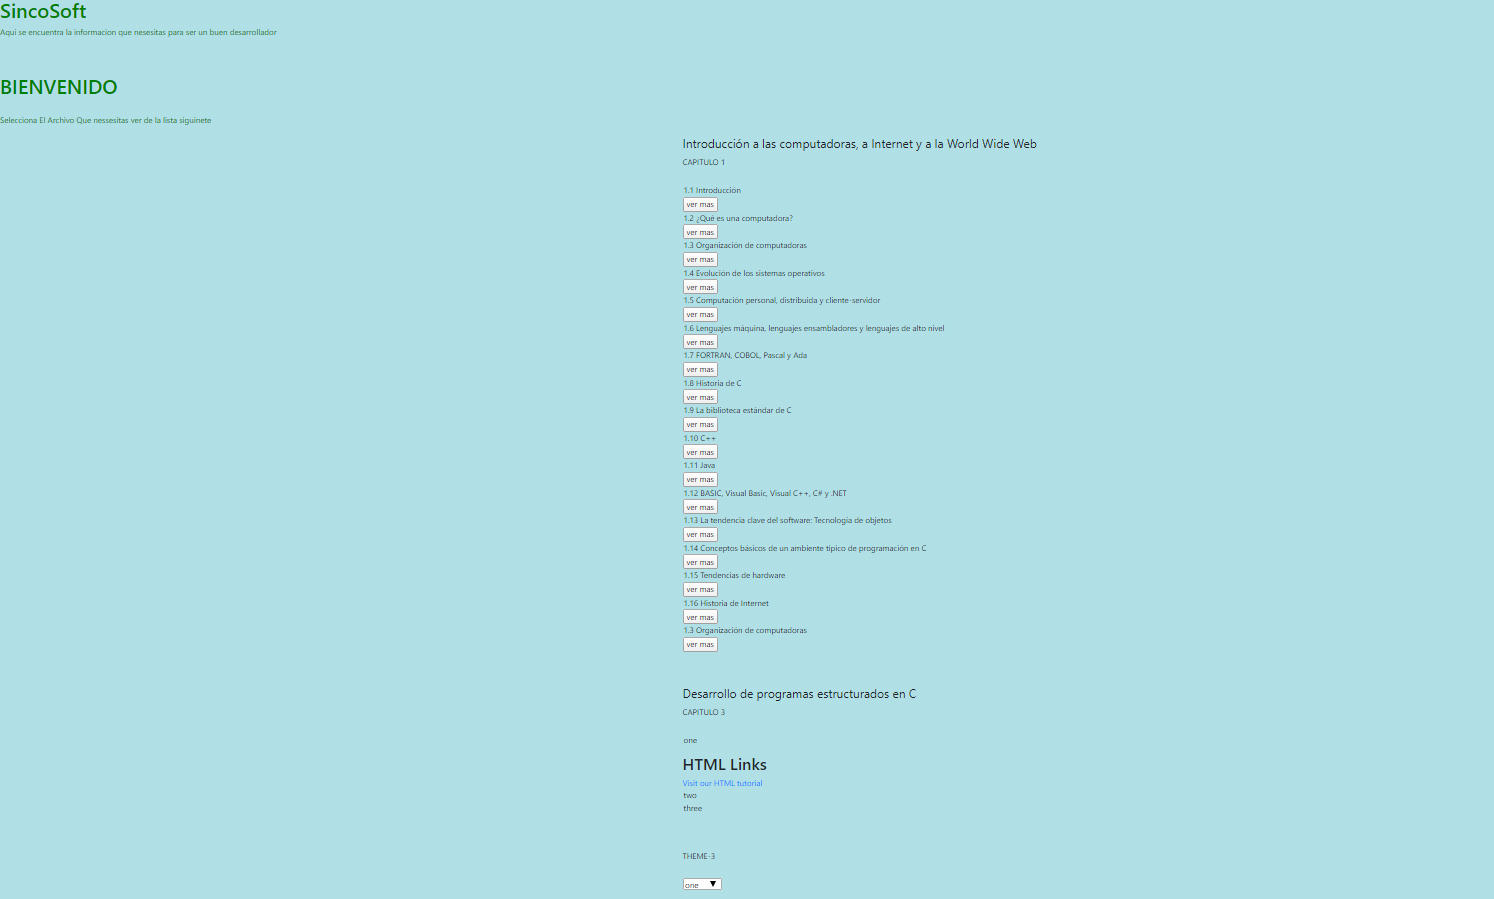 SincoSoft
Aqui se encuentra la informacion que nesesitas para ser un buen desarrollador
BIENVENIDO
Selecciona El Archivo Que nessesitas ver de la lista siguinete
Introducción a las computadoras, a Internet y a la World Wide Web
CAPITULO 1
1.1 Introducción
ver mas
1.2 ¿Qué es una computadora?
ver mas
1.3 Organización de computadoras
ver mas
1.4 Evolución de los sistemas operativos
ver mas
1.5 Computación personal, distribuida y cliente-servidor
ver mas
1.6 Lenguajes máquina, lenguajes ensambladores y lenguajes de alto nivel
ver mas
1.7 FORTRAN, COBOL, Pascal y Ada
ver mas
1.8 Historia de C
ver mas
1.9 La biblioteca estándar de C
ver mas
1.10 C++
ver mas
1.11 Java
ver mas
1.12 BASIC, Visual Basic, Visual C++, C# y .NET
ver mas
1.13 La tendencia clave del software: Tecnología de objetos
ver mas
1.14 Conceptos básicos de un ambiente típico de programación en C
ver mas
1.15 Tendencias de hardware
ver mas
1.16 Historia de Internet
ver mas
1.3 Organización de computadoras
ver mas
Desarrollo de programas estructurados en C
CAPITULO 3
one
HTML Links
Visit our HTML tutorial
two
three
THEME-3
one